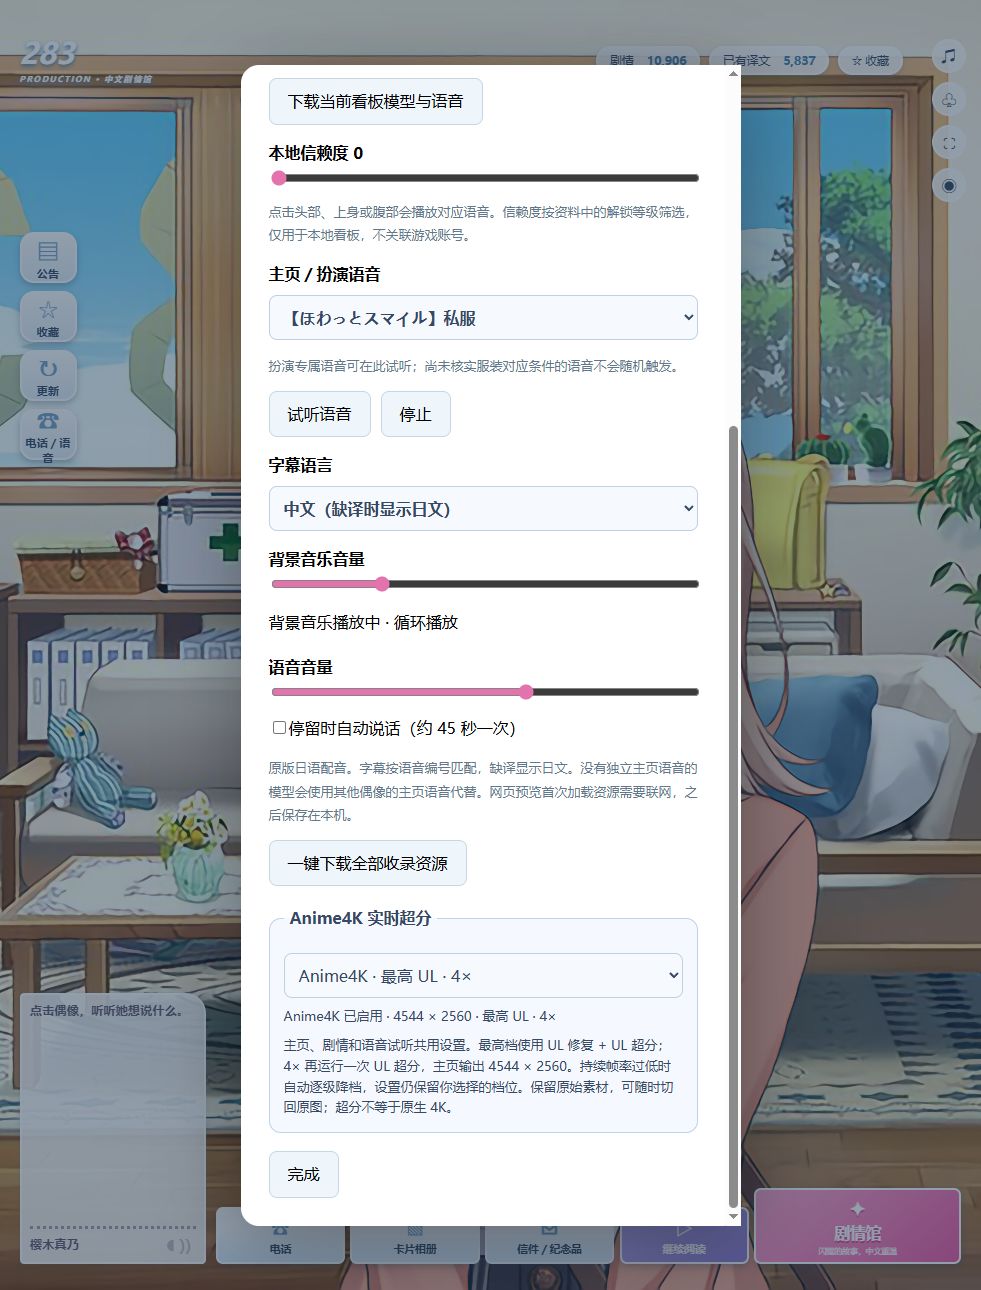 283
PRODUCTION • 中文剧情馆
剧情 10,906
已有译文 5,837
☆ 收藏
公告
收藏
更新
电话 / 语
音
下载当前看板模型与语音
本地信赖度 0
点击头部、上身或腹部会播放对应语音。信赖度按资料中的解锁等级筛选，
仅用于本地看板，不关联游戏账号。
主页 / 扮演语音
【ほわっとスマイル】私服
扮演专属语音可在此试听；尚未核实服装对应条件的语音不会随机触发。
试听语音
停止
字幕语言
中文（缺译时显示日文）
背景音乐音量
背景音乐播放中 · 循环播放
语音音量
停留时自动说话（约 45 秒一次）
原版日语配音。字幕按语音编号匹配，缺译显示日文。没有独立主页语音的
模型会使用其他偶像的主页语音代替。网页预览首次加载资源需要联网，之
后保存在本机。
一键下载全部收录资源
Anime4K 实时超分
Anime4K · 最高 UL · 4×
Anime4K 已启用 · 4544 × 2560 · 最高 UL · 4×
主页、剧情和语音试听共用设置。最高档使用 UL 修复 + UL 超分；
4× 再运行一次 UL 超分，主页输出 4544 × 2560。持续帧率过低时
自动逐级降档，设置仍保留你选择的档位。保留原始素材，可随时切
回原图；超分不等于原生 4K。
完成
点击偶像，听听她想说什么。
樱木真乃
电话
卡片相册
信件 / 纪念品
继续阅读
剧情馆
闪耀的故事，中文重温